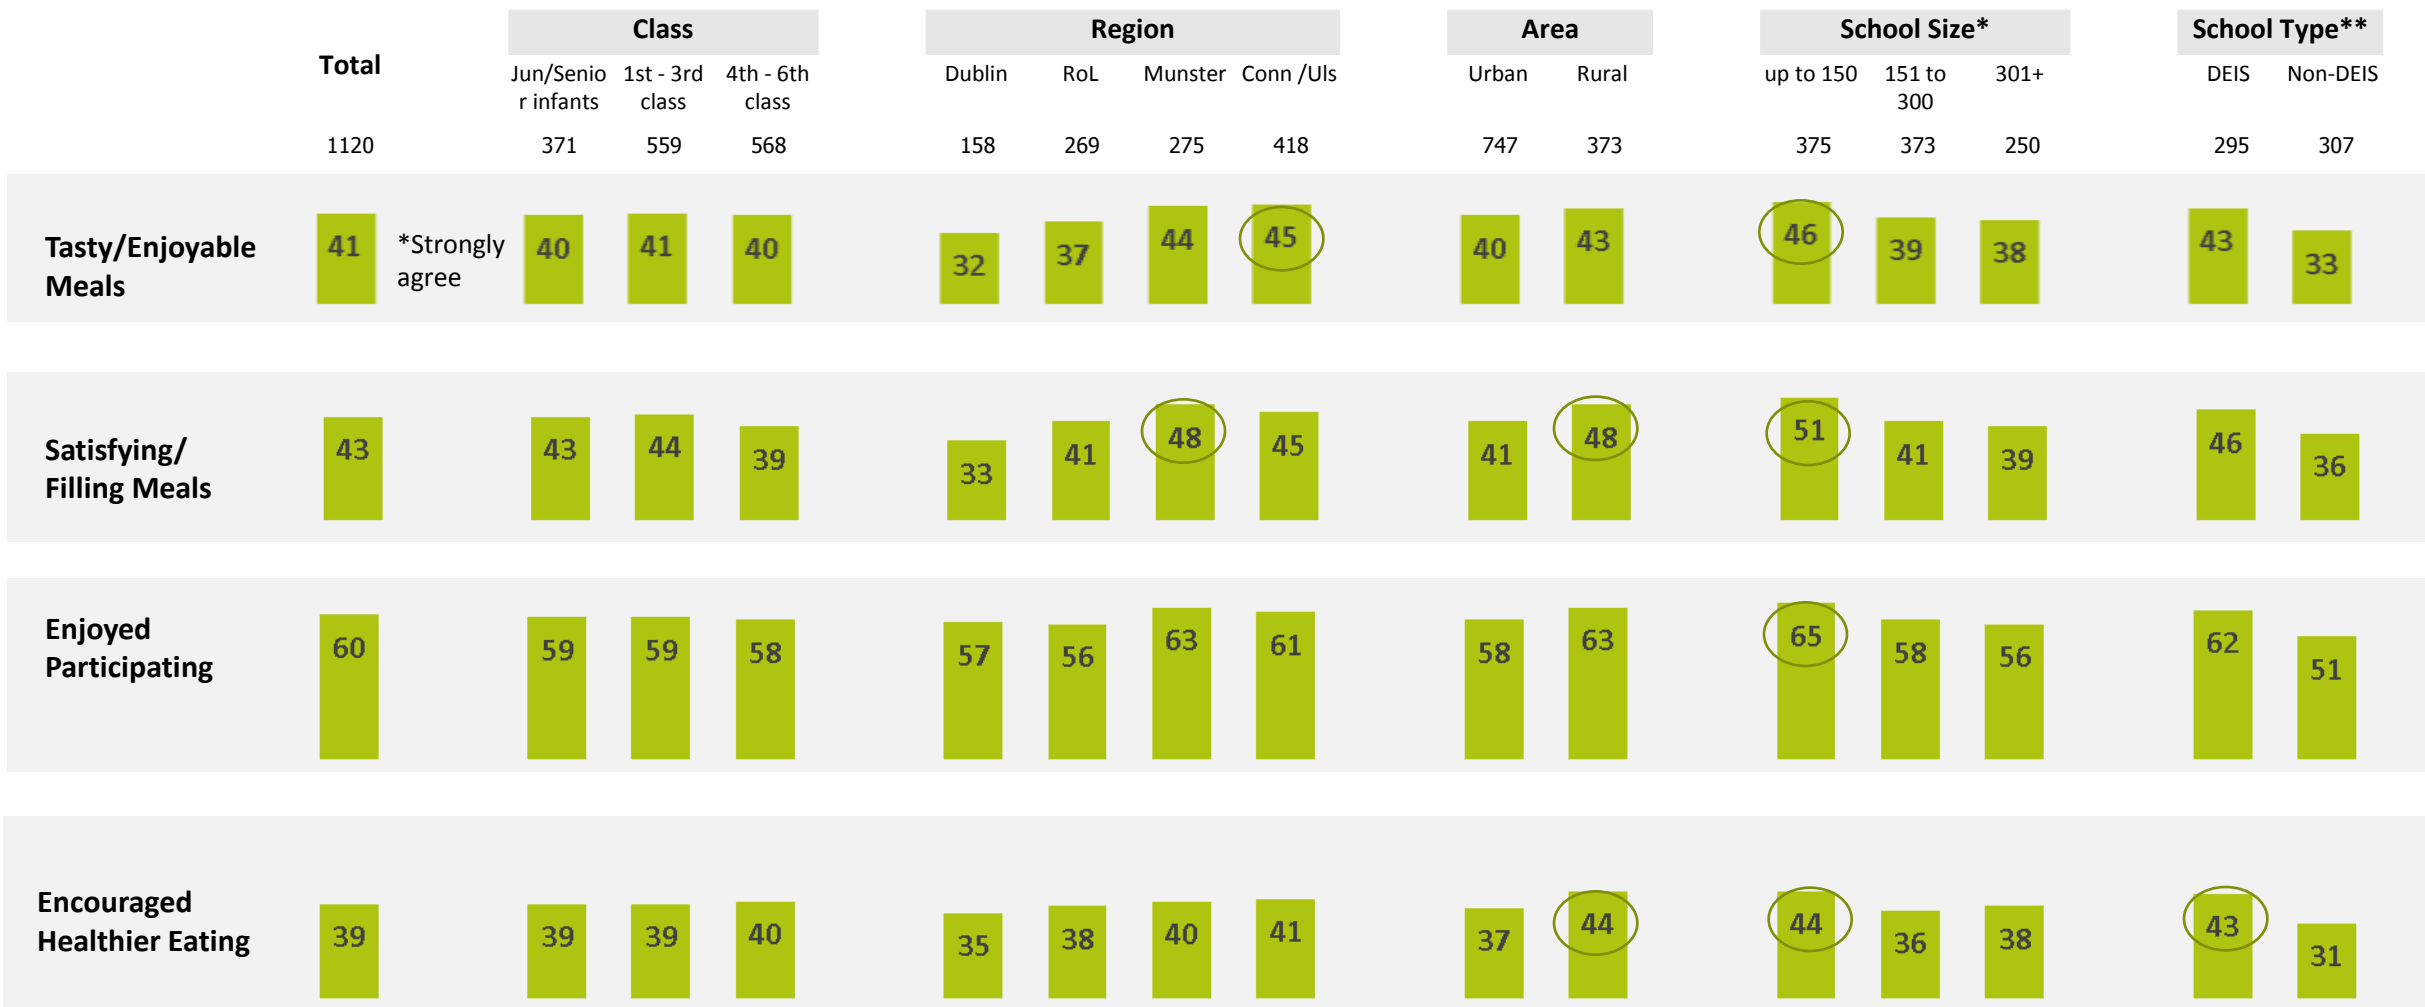 Class Region Area School Size* School Type**
Total
Jun/Senio 1st - 3rd 4th - 6th Dublin RoL Munster Conn /Uls Urban Rural up to 150 151 to 301+ DEIS Non-DEIS
r infants class class 300
1120 371 559 568 158 269 275 418 747 373 375 373 250 295 307
Tasty/Enjoyable
Meals
41 *Strongly
agree
40 41 40 32 37 44 45 40 43 46 39 38 43 33
Satisfying/
Filling Meals
43 43 44 39 33 41 48 45 41 48 51 41 39 46 36
Enjoyed
Participating
60 59 59 58 57 56 63 61 58 63 65 58 56 62 51
Encouraged
Healthier Eating
39 39 39 40 35 38 40 41 37 44 44 36 38 43 31